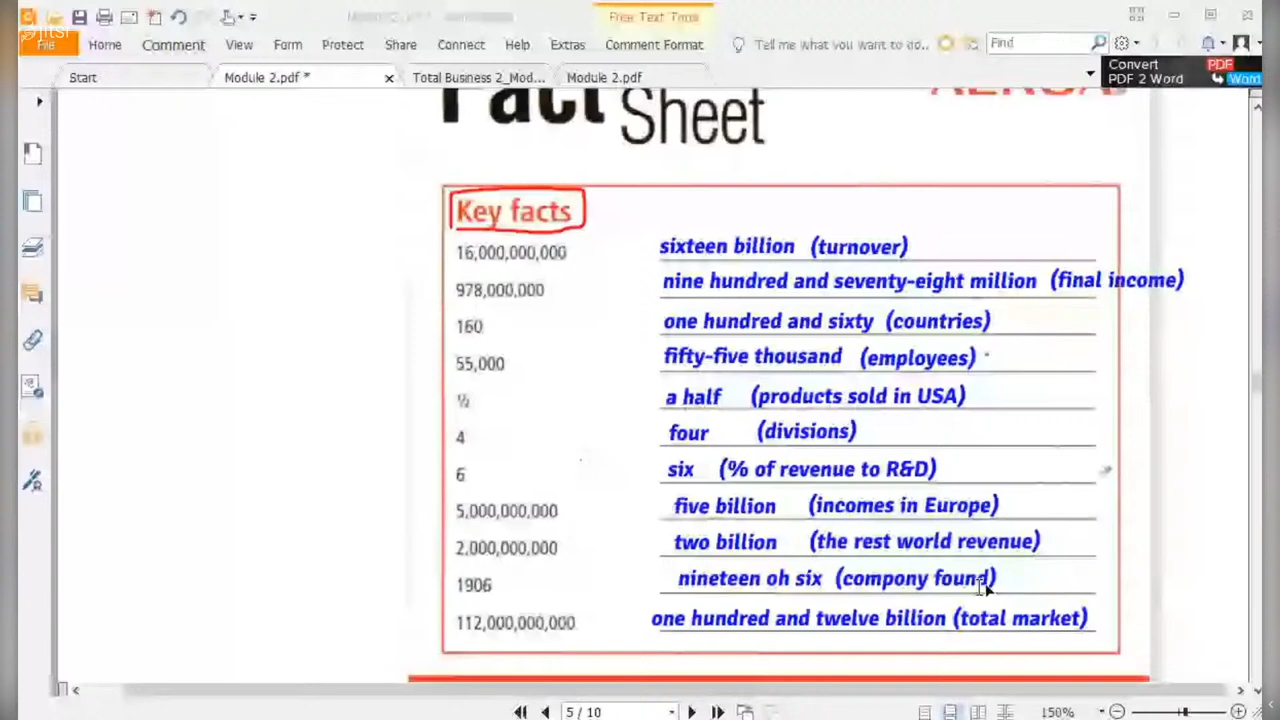 Jitsi
Free Text Tools
File Home Comment View Form Protect Share Connect Help Extras Comment Format Tell me what you want to do.. Find
Start Module 2.pdf * Total Business 2_Mod... Module 2.pdf
Convert PDF
PDF 2 Word Word
Fact Sheet
Key facts
16,000,000,000 sixteen billion (turnover)
978,000,000 nine hundred and seventy-eight million (final income)
160 one hundred and sixty (countries)
55,000 fifty-five thousand (employees)
½ a half (products sold in USA)
4 four (divisions)
6 six (% of revenue to R&D)
5,000,000,000 five billion (incomes in Europe)
2,000,000,000 two billion (the rest world revenue)
1906 nineteen oh six (compony found)
112,000,000,000 one hundred and twelve billion (total market)
5 / 10 150%